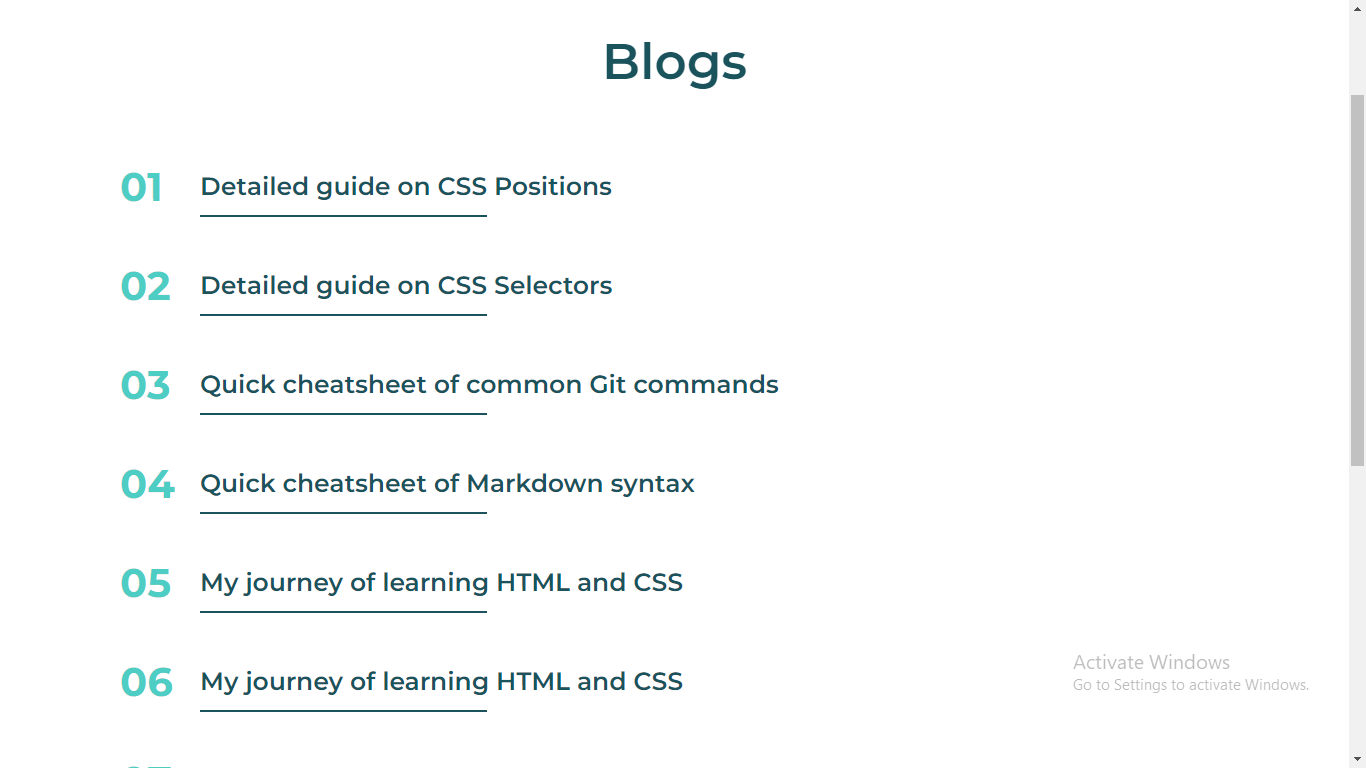 Blogs
01 Detailed guide on CSS Positions
02 Detailed guide on CSS Selectors
03 Quick cheatsheet of common Git commands
04 Quick cheatsheet of Markdown syntax
05 My journey of learning HTML and CSS
06 My journey of learning HTML and CSS
Activate Windows
Go to Settings to activate Windows.